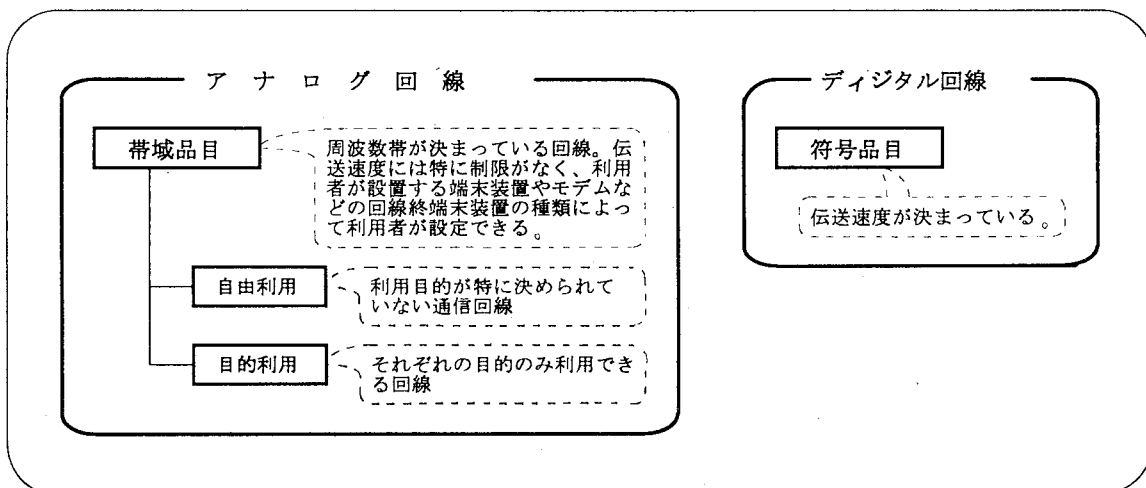 アナログ回線
帯域品目
周波数帯が決まっている回線。伝
送速度には特に制限がなく、利用
者が設置する端末装置やモデムな
どの回線終端末装置の種類によっ
て利用者が設定できる。
自由利用
利用目的が特に決められて
いない通信回線
目的利用
それぞれの目的のみ利用でき
る回線
ディジタル回線
符号品目
伝送速度が決まっている。